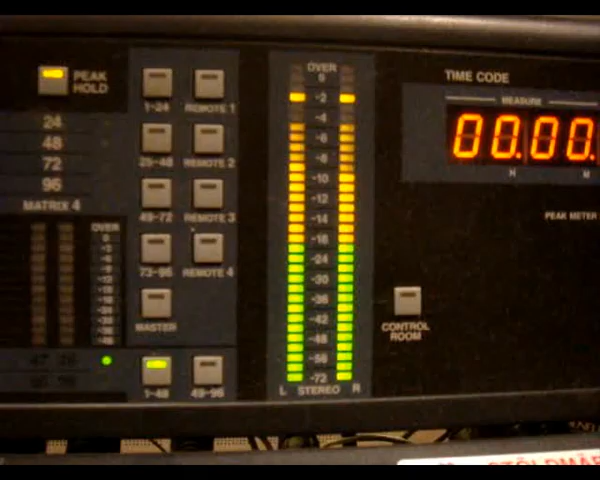 PEAK
HOLD
24
48
72
96
MATRIX 4
OVER
0
1-24
REMOTE 1
25-48
REMOTE 2
49-72
REMOTE 3
73-96
REMOTE 4
MASTER
1-48
49-96
OVER
0
-2
-4
-6
-8
-10
-12
-14
-16
-24
-30
-36
-42
-48
-56
-72
L STEREO R
TIME CODE
MEASURE
00.00.
H
M
PEAK METER
CONTROL
ROOM